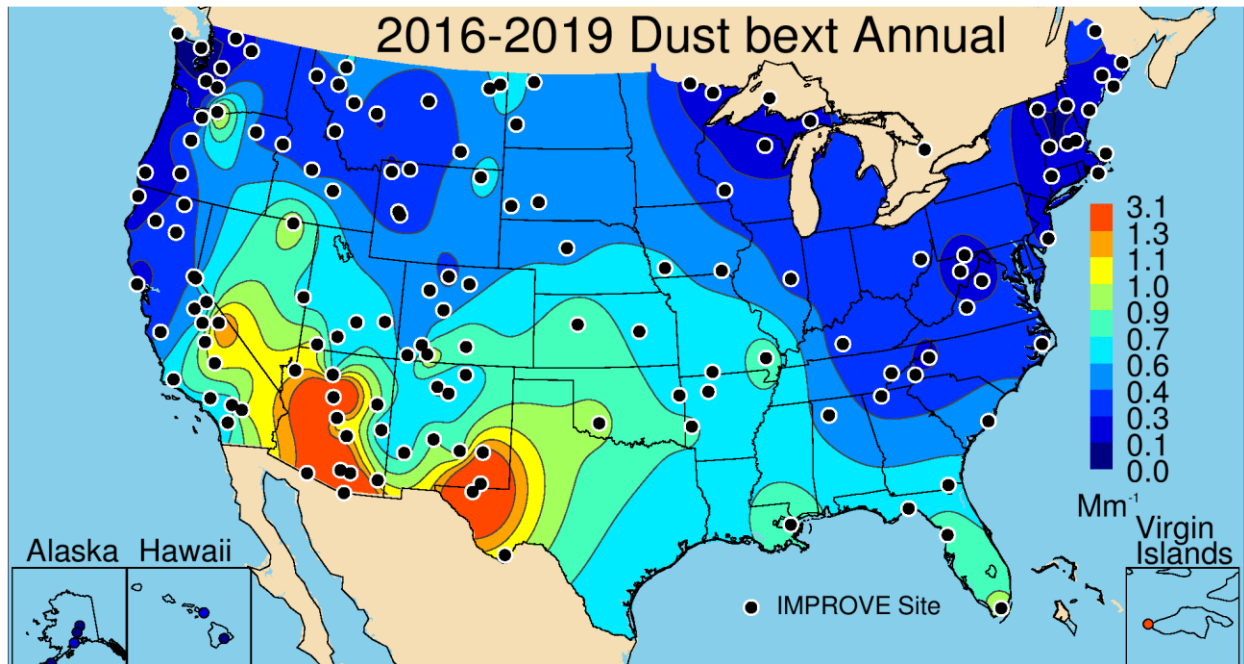 2016-2019 Dust bext Annual
3.1
1.3
1.1
1.0
0.9
0.7
0.6
0.4
0.3
0.1
0.0
Mm-1
Alaska
Hawaii
Virgin
Islands
IMPROVE Site